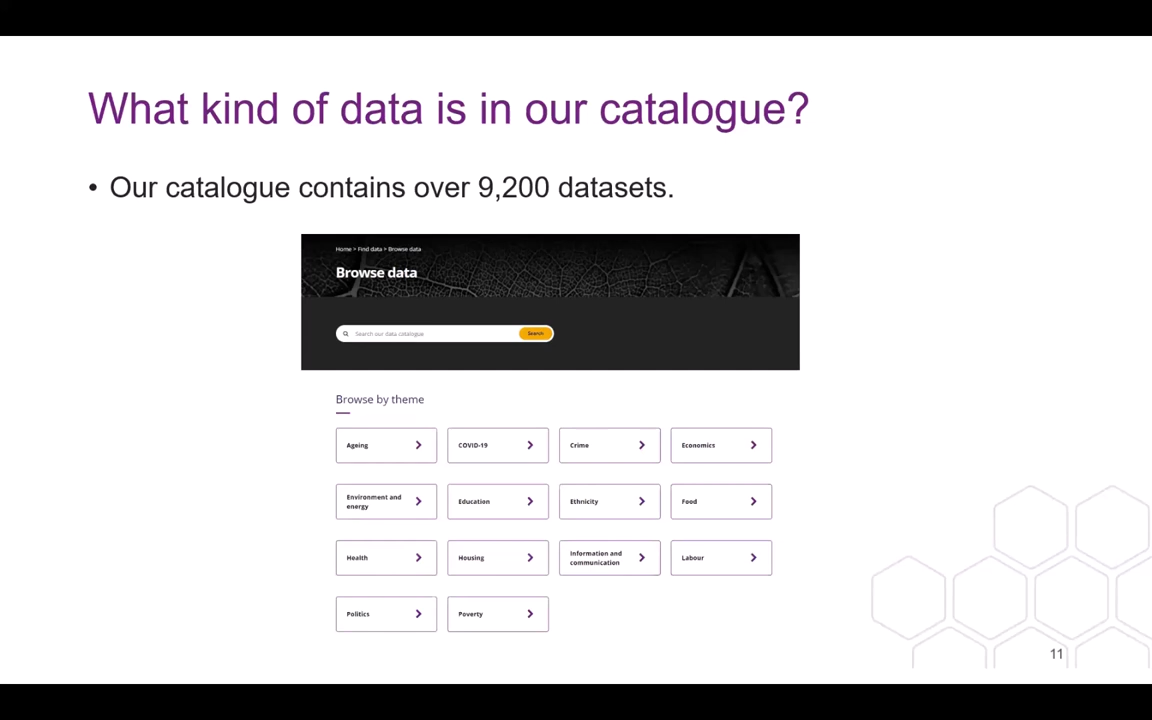 What kind of data is in our catalogue?
• Our catalogue contains over 9,200 datasets.
Home > Find data > Browse data
Browse data
Search our data catalogue
Search
Browse by theme
Ageing
COVID-19
Crime
Economics
Environment and
energy
Education
Ethnicity
Food
Health
Housing
Information and
communication
Labour
Politics
Poverty
11